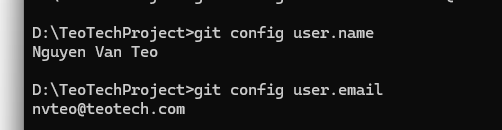 D:\TeoTechProject>git config user.name
Nguyen Van Teo
D:\TeoTechProject>git config user.email
nvteo@teotech.com